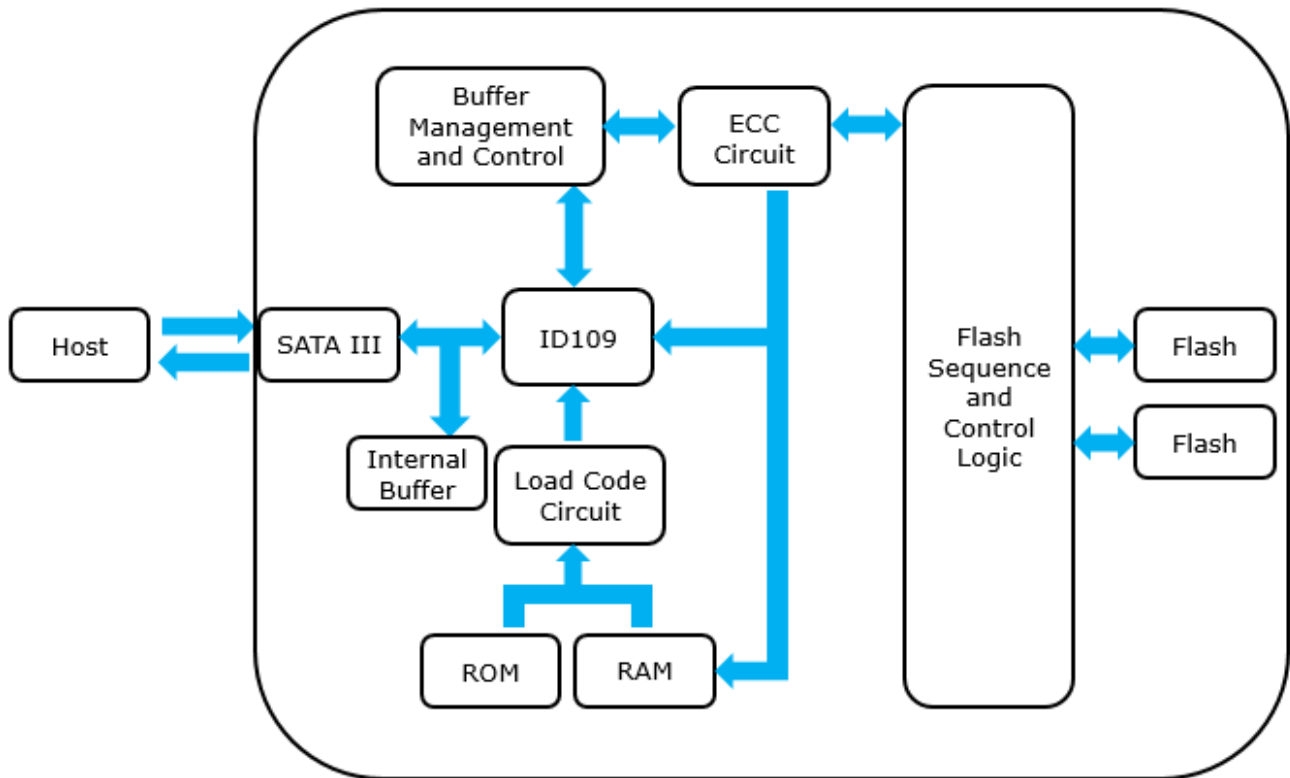 Buffer
Management
and Control
ECC
Circuit
Host
SATA III
ID109
Flash
Sequence
and
Control
Logic
Flash
Flash
Internal
Buffer
Load Code
Circuit
ROM
RAM